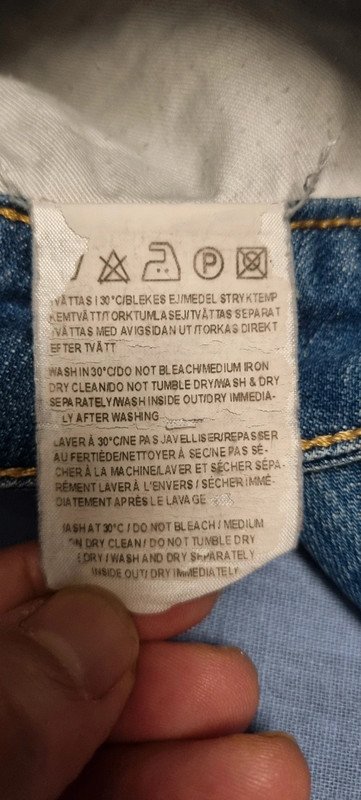 P
TVÄTTAS I 30°C/BLEKES EJ/MEDEL STRYKTEMP
KEMTVÄTT/TORKTUMLAS EJ/TVÄTTAS SEPARAT
TVÄTTAS MED AVIGSIDAN UT/TORKAS DIREKT
EFTER TVÄTT
WASH IN 30°C/DO NOT BLEACH/MEDIUM IRON
DRY CLEAN/DO NOT TUMBLE DRY/WASH & DRY
SEPARATELY/WASH INSIDE OUT/DRY IMMEDIA-
LY AFTER WASHING
LAVER À 30°C/NE PAS JAVELLISER/REPASSER
AU FER TIÈDE/NETTOYER À SEC/NE PAS SÉ-
CHER À LA MACHINE/LAVER ET SÉCHER SÉPA-
RÉMENT LAVER À L'ENVERS / SÉCHER IMMÉ-
DIATEMENT APRÈS LE LAVAGE
WASH AT 30°C / DO NOT BLEACH / MEDIUM
DRY CLEAN / DO NOT TUMBLE DRY
DRY / WASH AND DRY SEPARATELY
INSIDE OUT/ DRY IMMEDIATELY